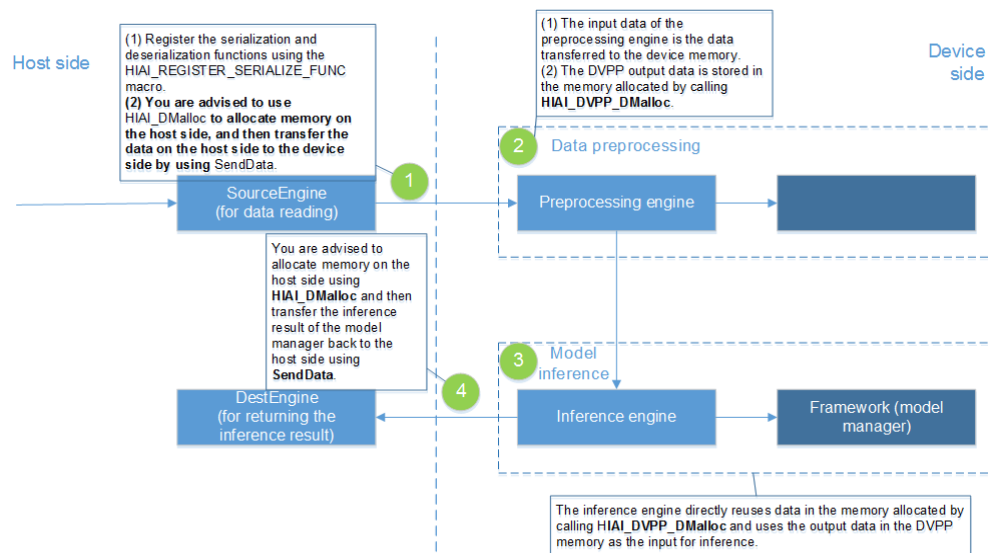 Host side
(1) Register the serialization and
deserialization functions using the
HIAI_REGISTER_SERIALIZE_FUNC
macro.
(2) You are advised to use
HIAI_DMalloc to allocate memory on
the host side, and then transfer the
data on the host side to the device
side by using SendData.
(1) The input data of the
preprocessing engine is the data
transferred to the device memory.
(2) The DVPP output data is stored in
the memory allocated by calling
HIAI_DVPP_DMalloc.
Device
side
1
2
Data preprocessing
SourceEngine
(for data reading)
Preprocessing engine
You are advised to
allocate memory on the
host side using
HIAI_DMalloc and then
transfer the inference
result of the model
manager back to the
host side using
SendData.
3
Model
inference
4
DestEngine
(for returning the
inference result)
Inference engine
Framework (model
manager)
The inference engine directly reuses data in the memory allocated by
calling HIAI_DVPP_DMalloc and uses the output data in the DVPP
memory as the input for inference.